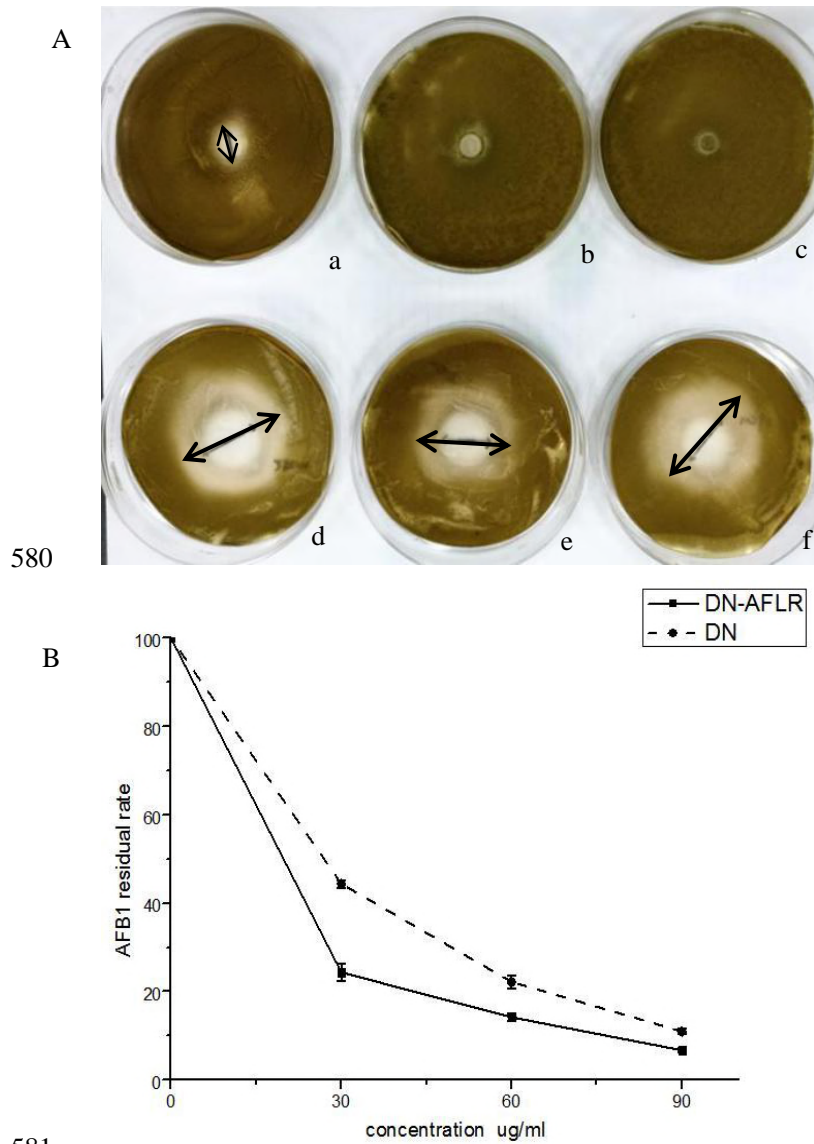 A
a
b
c
d
e
f
580
B
DN-AFLR
DN
100
80
60
40
20
0
AFB1 residual rate
0 30 60 90
concentration ug/ml
581